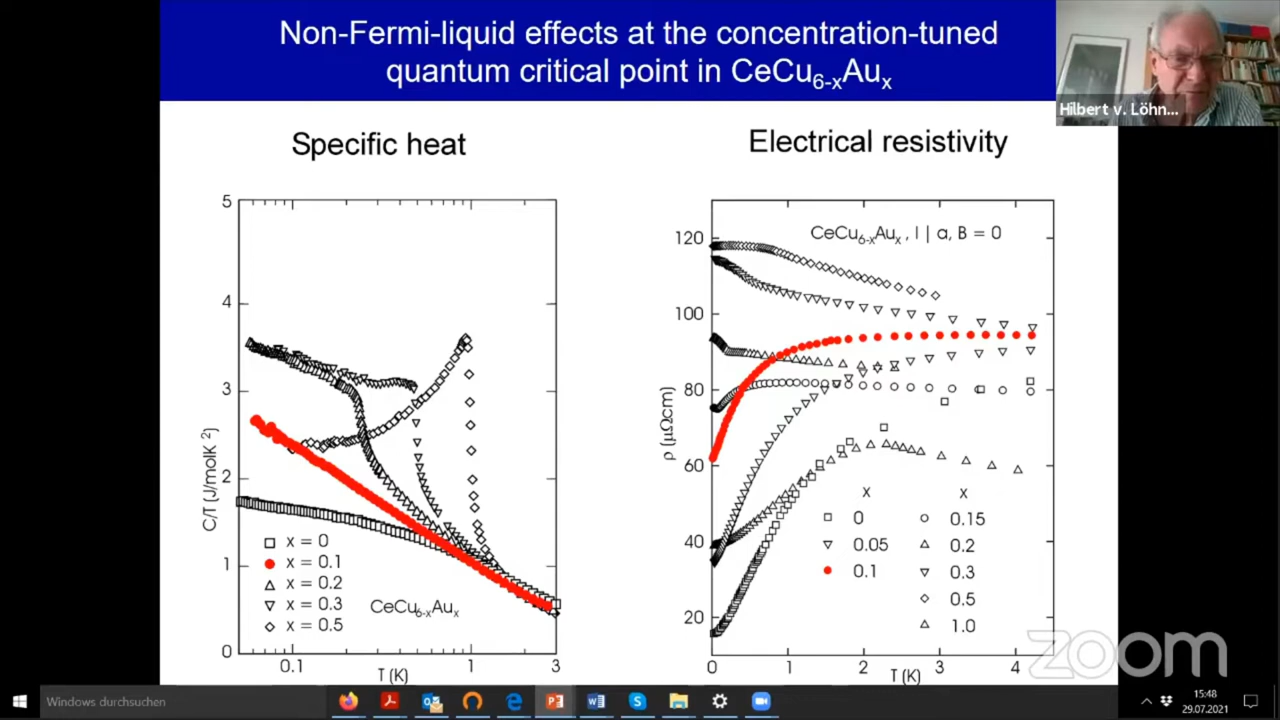 Non-Fermi-liquid effects at the concentration-tuned
quantum critical point in CeCu6-xAux
Hilbert v. Löhn...
Specific heat
Electrical resistivity
5
4
3
2
1
0
C/T (J/molK²)
0.1
1
3
T (K)
x = 0
x = 0.1
x = 0.2
x = 0.3
x = 0.5
CeCu6-xAux
CeCu6-xAux , I || a, B = 0
120
100
80
60
40
20
ρ (μΩcm)
0
1
2
3
4
T (K)
x
0
0.05
0.1
x
0.15
0.2
0.3
0.5
1.0
zoom
Windows durchsuchen
15:48
29.07.2021